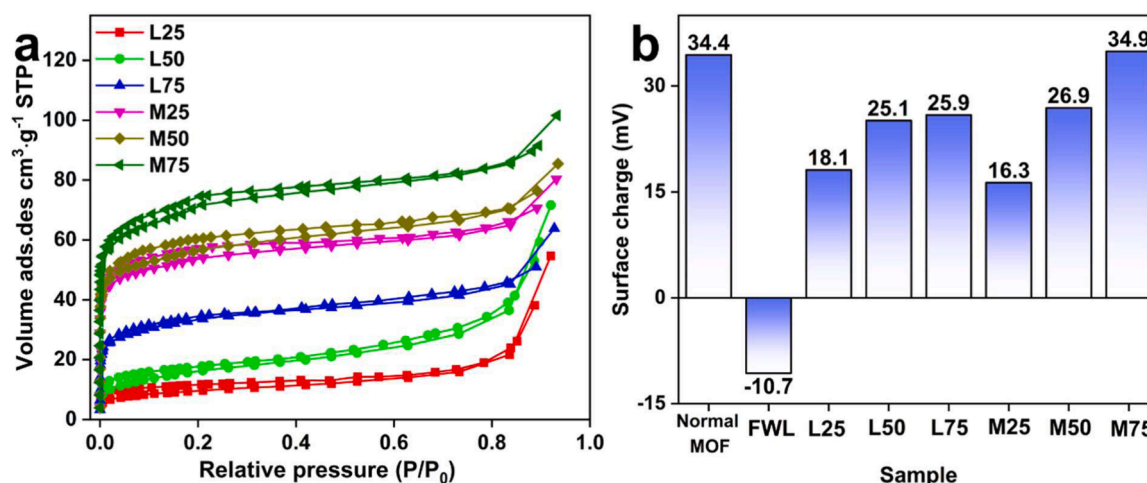 a
L25
L50
L75
M25
M50
M75
Volume ads.des cm³·g⁻¹ STP
120
100
80
60
40
20
0
0.0 0.2 0.4 0.6 0.8 1.0
Relative pressure (P/P₀)
b
34.4
-10.7
18.1
25.1
25.9
16.3
26.9
34.9
Surface charge (mV)
30
15
0
-15
Normal MOF FWL L25 L50 L75 M25 M50 M75
Sample